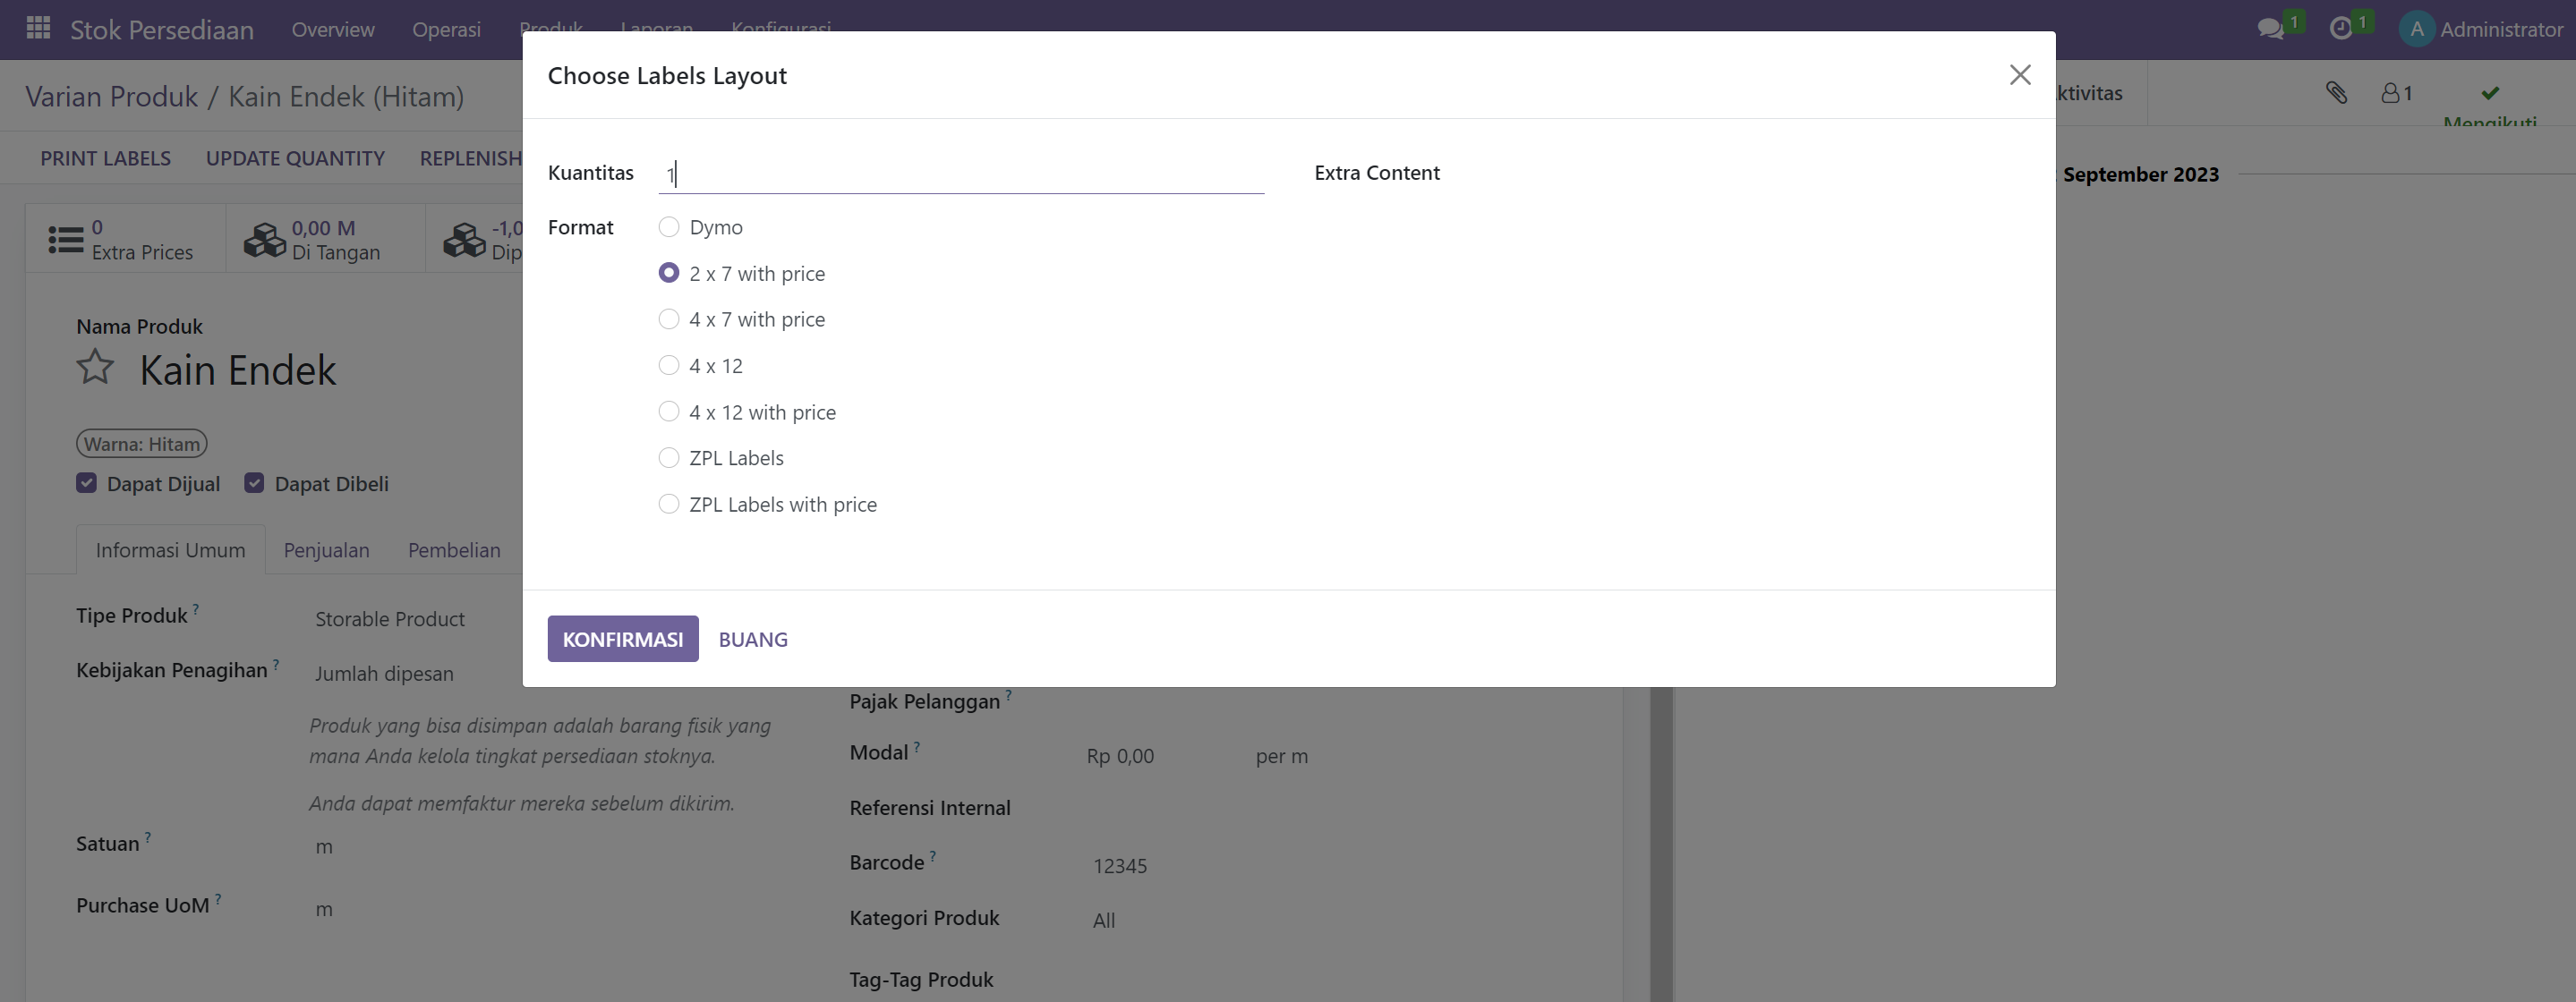 Stok Persediaan Overview Operasi Produk Laporan Konfigurasi 1 1 A Administrator
Varian Produk / Kain Endek (Hitam)
ktivitas 1 Mengikuti
PRINT LABELS UPDATE QUANTITY REPLENISH
September 2023
0
Extra Prices
0,00 M
Di Tangan
-1,0
Dip
Nama Produk
Kain Endek
Warna: Hitam
Dapat Dijual Dapat Dibeli
Informasi Umum Penjualan Pembelian
Tipe Produk ? Storable Product
Kebijakan Penagihan ? Jumlah dipesan
Produk yang bisa disimpan adalah barang fisik yang
mana Anda kelola tingkat persediaan stoknya.
Anda dapat memfaktur mereka sebelum dikirim.
Satuan ? m
Purchase UoM ? m
Pajak Pelanggan ?
Modal ? Rp 0,00 per m
Referensi Internal
Barcode ? 12345
Kategori Produk All
Tag-Tag Produk
Choose Labels Layout
Kuantitas 1
Extra Content
Format Dymo
2 x 7 with price
4 x 7 with price
4 x 12
4 x 12 with price
ZPL Labels
ZPL Labels with price
KONFIRMASI BUANG